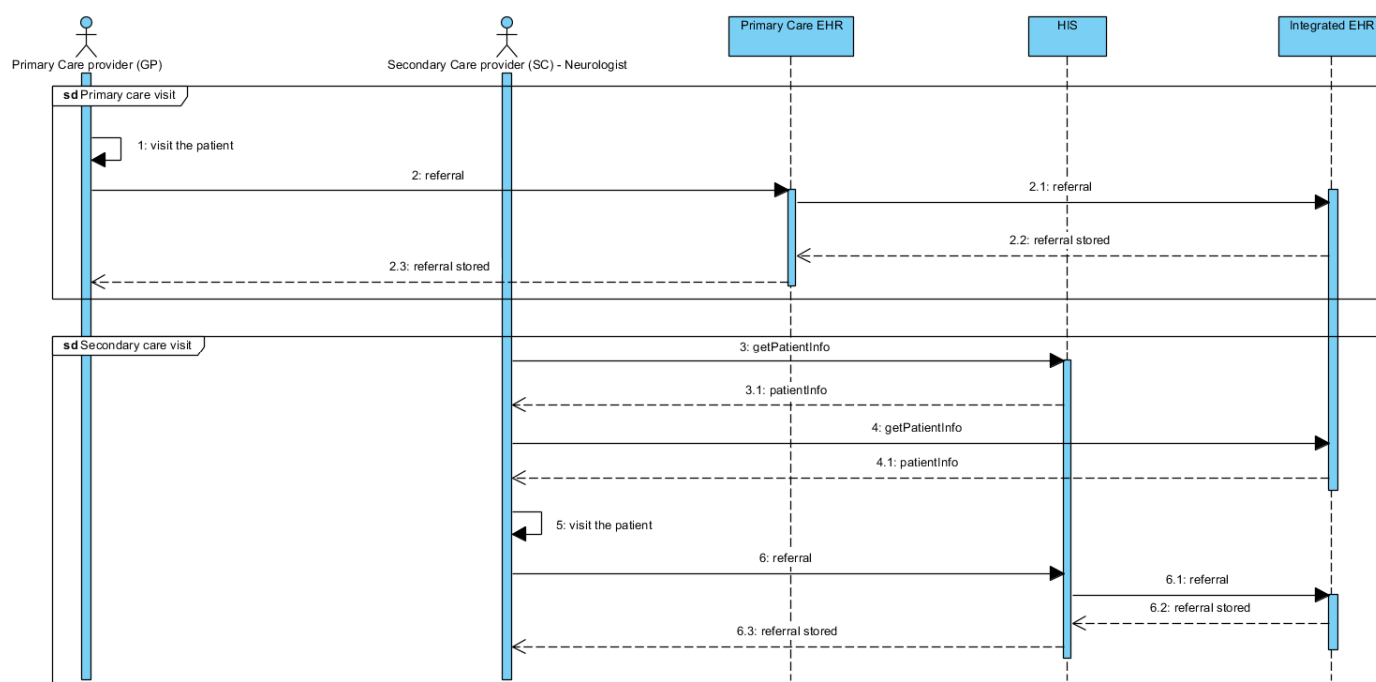 Primary Care EHR
HIS
Integrated EHR
Primary Care provider (GP)
Secondary Care provider (SC) - Neurologist
sd Primary care visit
1: visit the patient
2: referral
2.1: referral
2.2: referral stored
2.3: referral stored
sd Secondary care visit
3: getPatientInfo
3.1: patientInfo
4: getPatientInfo
4.1: patientInfo
5: visit the patient
6: referral
6.1: referral
6.2: referral stored
6.3: referral stored